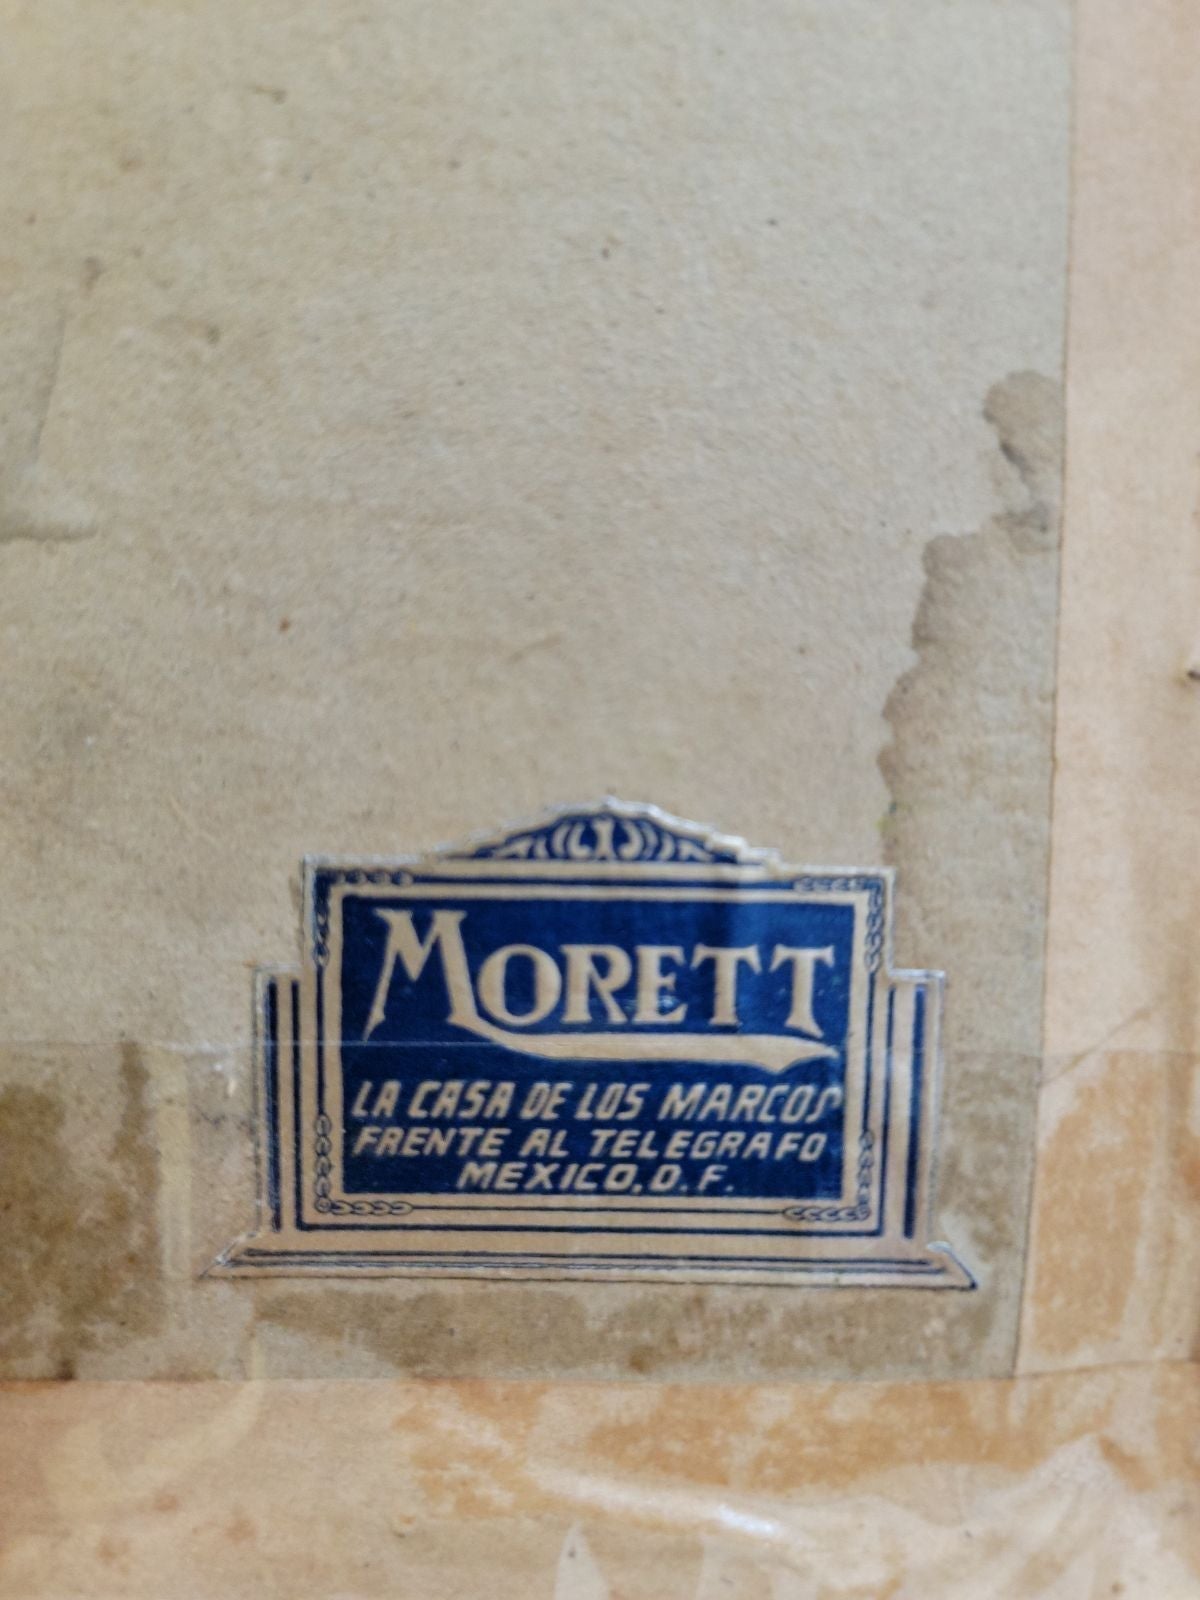 MORETT
LA CASA DE LOS MARCOS
FRENTE AL TELEGRAFO
MEXICO, D. F.